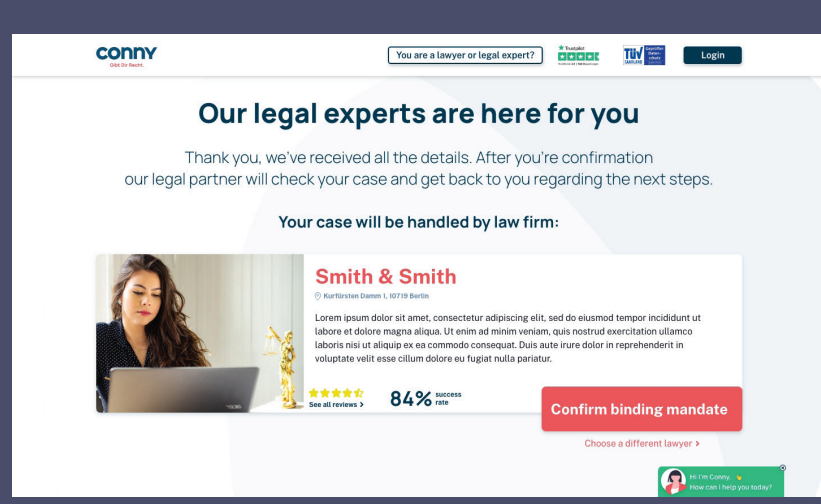 conny
Gibt Dir Recht.
You are a lawyer or legal expert?
Trustpilot
TÜV
SAARLAND
Geprüfter
Daten-
schutz
Login
Our legal experts are here for you
Thank you, we've received all the details. After you're confirmation
our legal partner will check your case and get back to you regarding the next steps.
Your case will be handled by law firm:
Smith & Smith
Kurfürsten Damm 1, 10719 Berlin
Lorem ipsum dolor sit amet, consectetur adipiscing elit, sed do eiusmod tempor incididunt ut
labore et dolore magna aliqua. Ut enim ad minim veniam, quis nostrud exercitation ullamco
laboris nisi ut aliquip ex ea commodo consequat. Duis aute irure dolor in reprehenderit in
voluptate velit esse cillum dolore eu fugiat nulla pariatur.
See all reviews >
84% success
rate
Confirm binding mandate
Choose a different lawyer >
Hi I'm Conny.
How can I help you today?